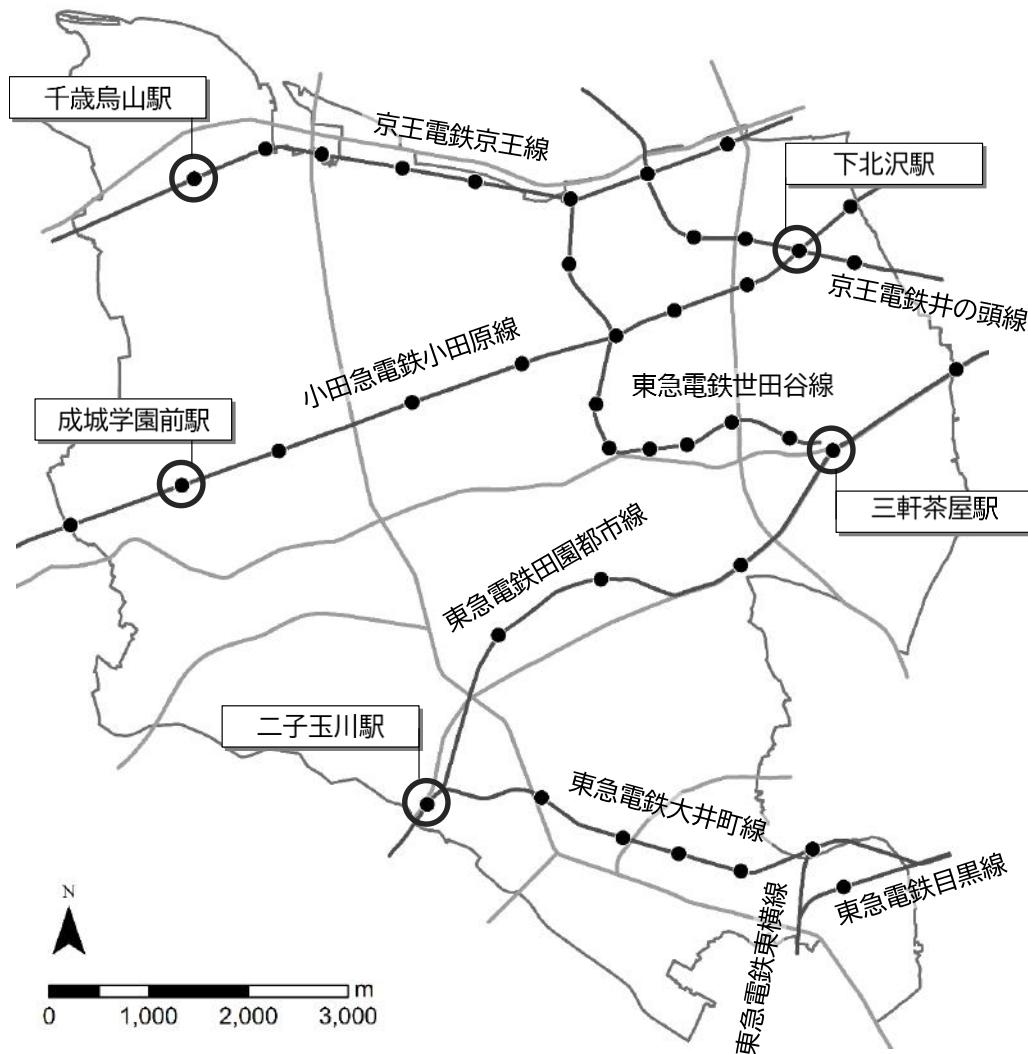 千歳烏山駅
京王電鉄京王線
下北沢駅
京王電鉄井の頭線
小田急電鉄小田原線
東急電鉄世田谷線
成城学園前駅
三軒茶屋駅
東急電鉄田園都市線
二子玉川駅
東急電鉄大井町線
東急電鉄目黒線
東急電鉄東横線
N
m
0 1,000 2,000 3,000